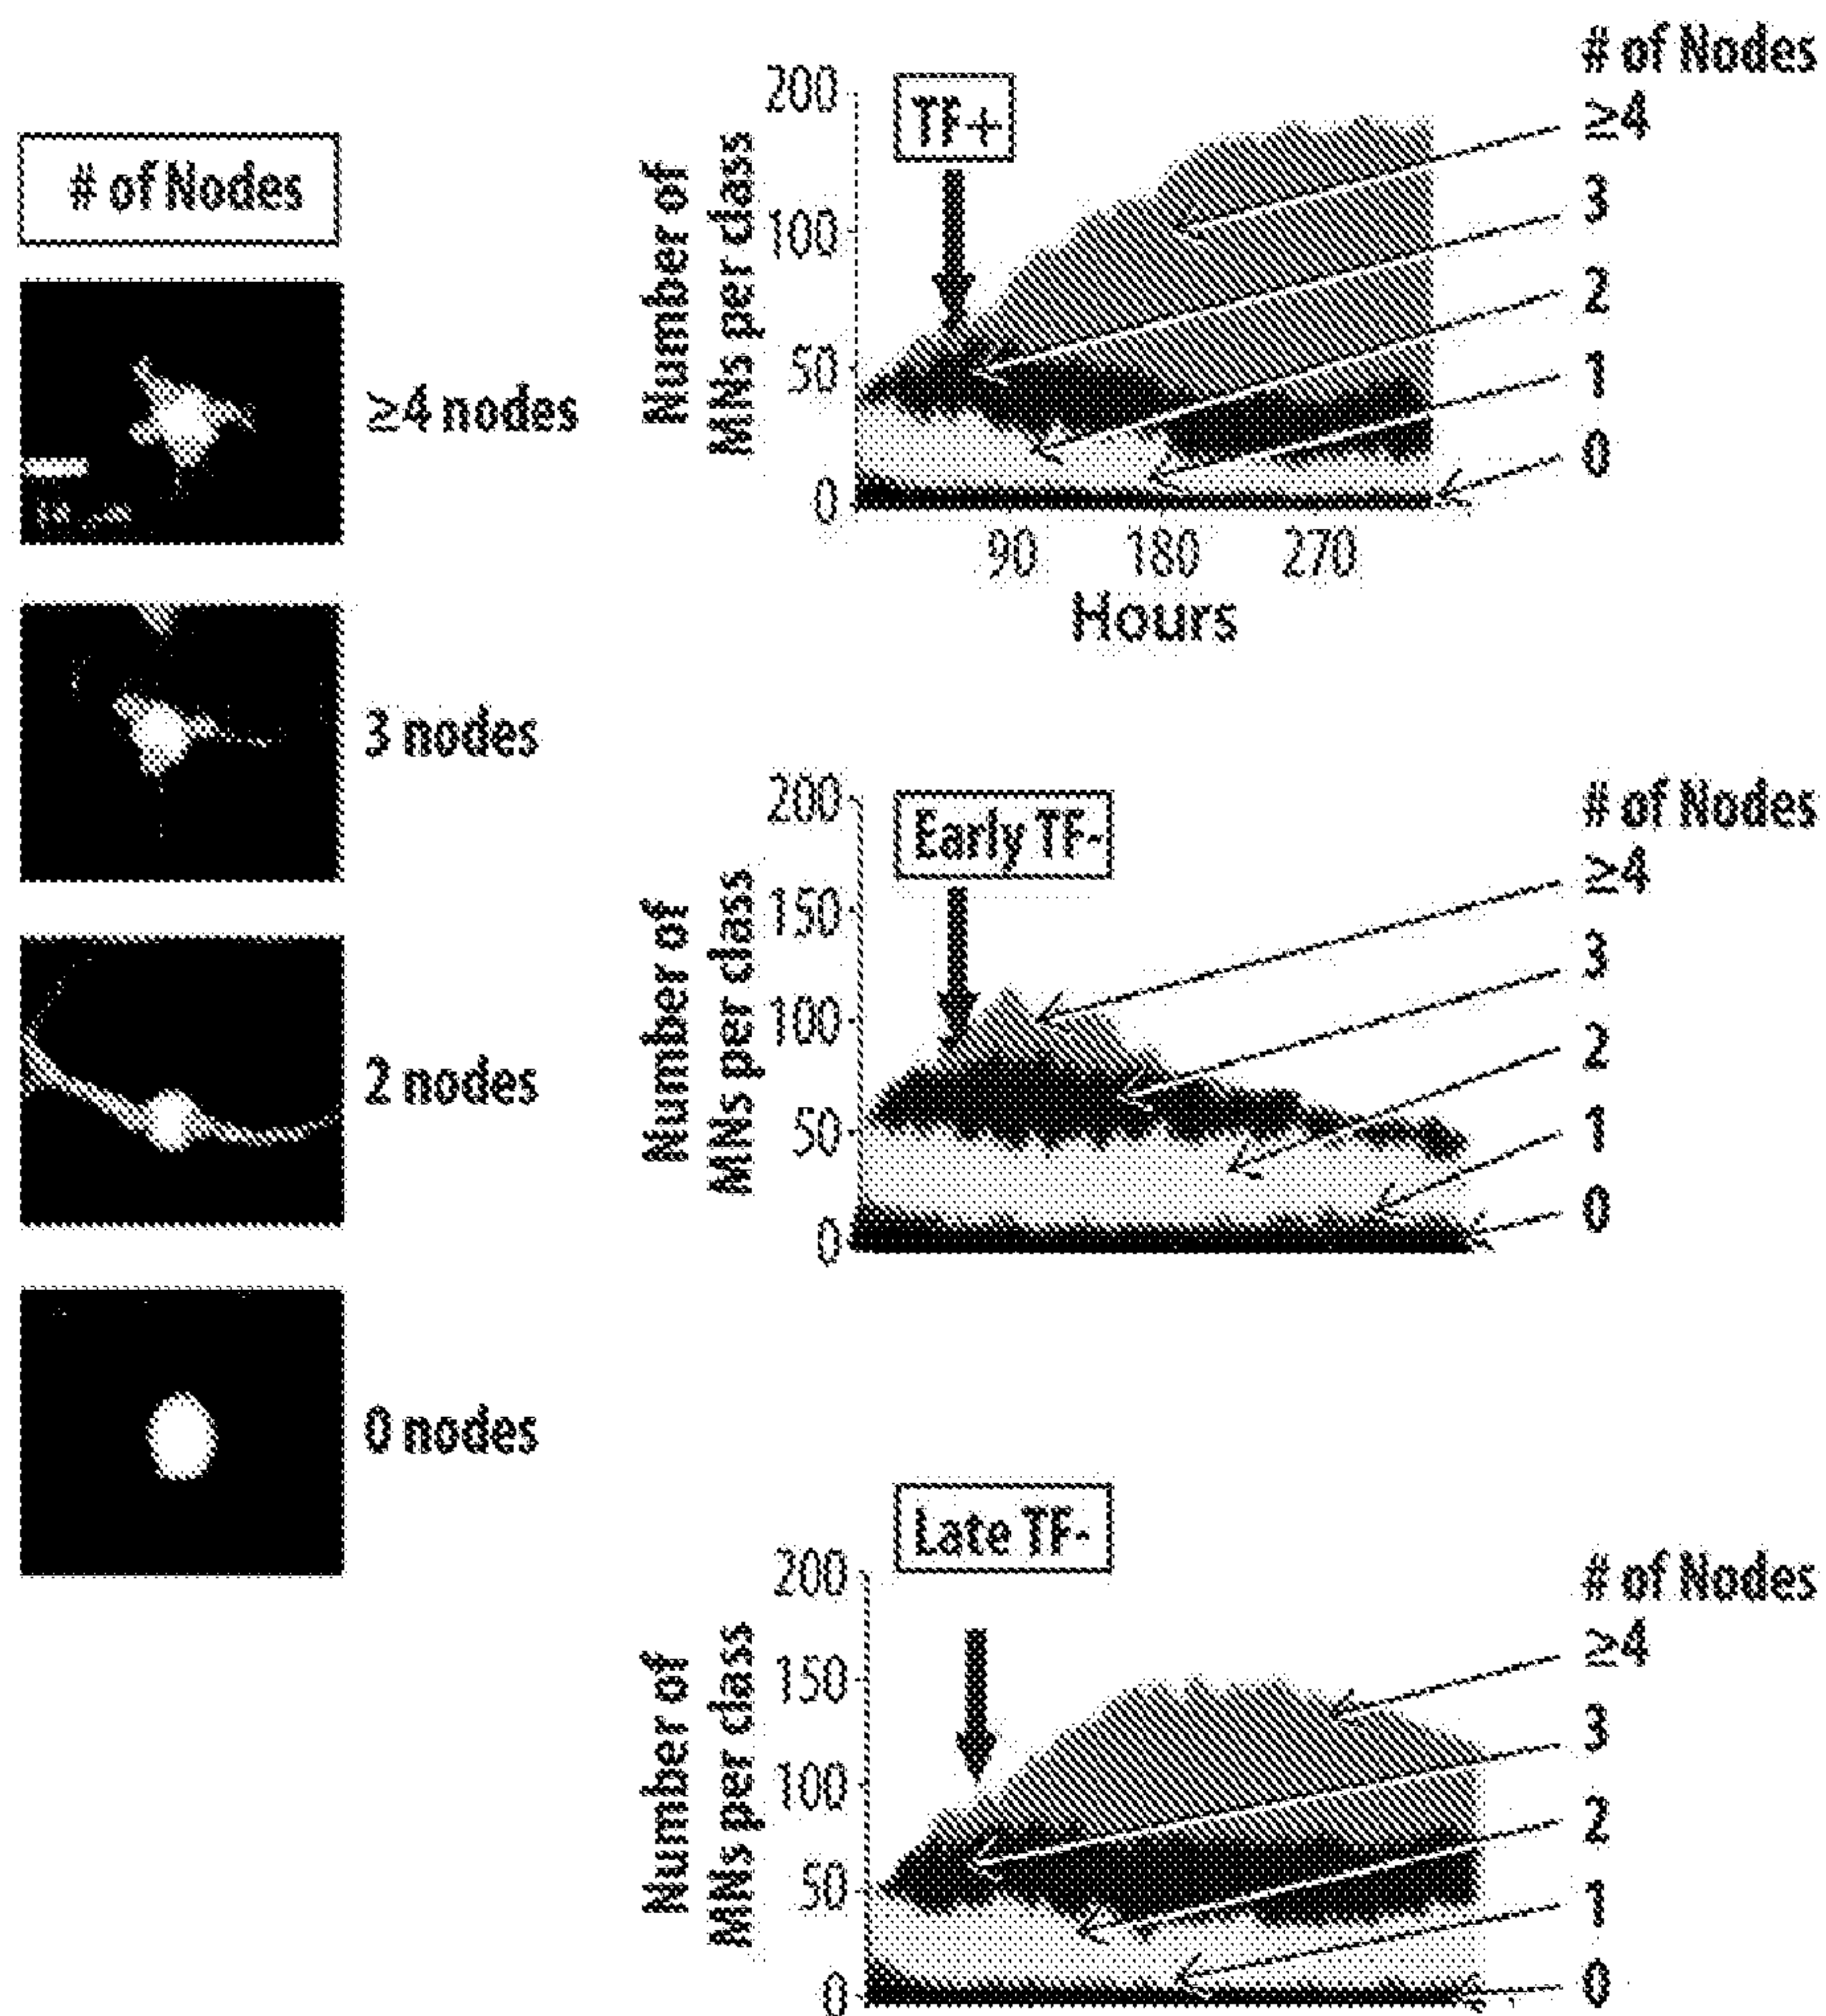 # of Nodes
≥4 nodes
3 nodes
2 nodes
0 nodes
TF+
Number of
MNs per class
200
100
50
0
90
180
270
Hours
# of Nodes
≥4
3
2
1
0
Early TF-
Number of
MNs per class
200
150
100
50
0
# of Nodes
≥4
3
2
1
0
Late TF-
Number of
MNs per class
200
150
100
50
0
# of Nodes
≥4
3
2
1
0